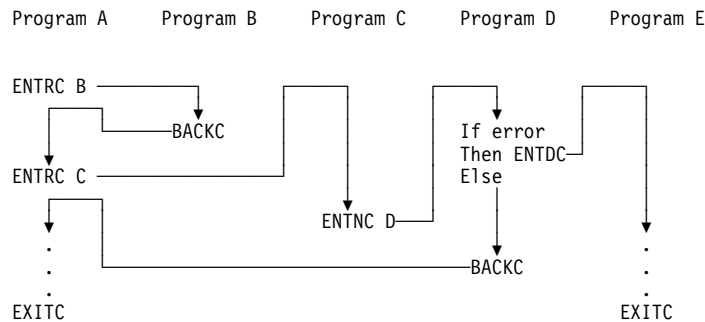 Program A Program B Program C Program D Program E
ENTRC B
BACKC If error
Then ENTDC
ENTRC C Else
ENTNC D
.
.
. BACKC .
.
.
EXITC EXITC